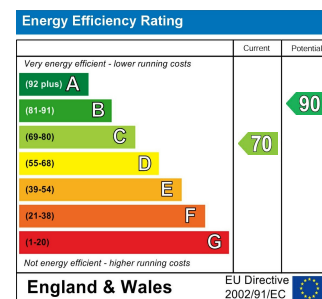 Energy Efficiency Rating
Current Potential
Very energy efficient - lower running costs
(92 plus) A
(81-91) B
(69-80) C
(55-68) D
(39-54) E
(21-38) F
(1-20) G
70
90
Not energy efficient - higher running costs
England & Wales
EU Directive
2002/91/EC